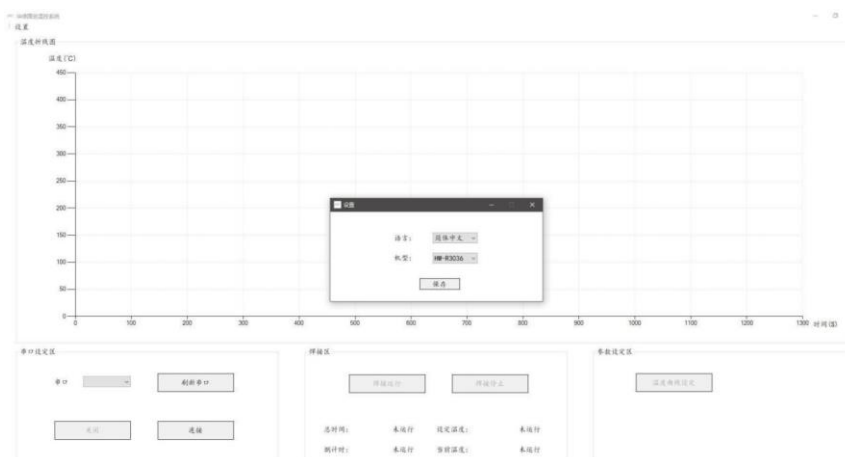 设置
温度折线图
温度(℃)
450
400
350
300
250
200
150
100
50
0
0 100 200 300 400 500 600 700 800 900 1000 1100 1200 1300 时间(S)
设置
语言： 简体中文
机型： HW-R3036
保存
串口设定区
串口 刷新串口
连接
焊接区
焊接运行 焊接停止
总时间： 未运行 设定温度： 未运行
倒计时： 未运行 当前温度： 未运行
参数设定区
温度曲线设定